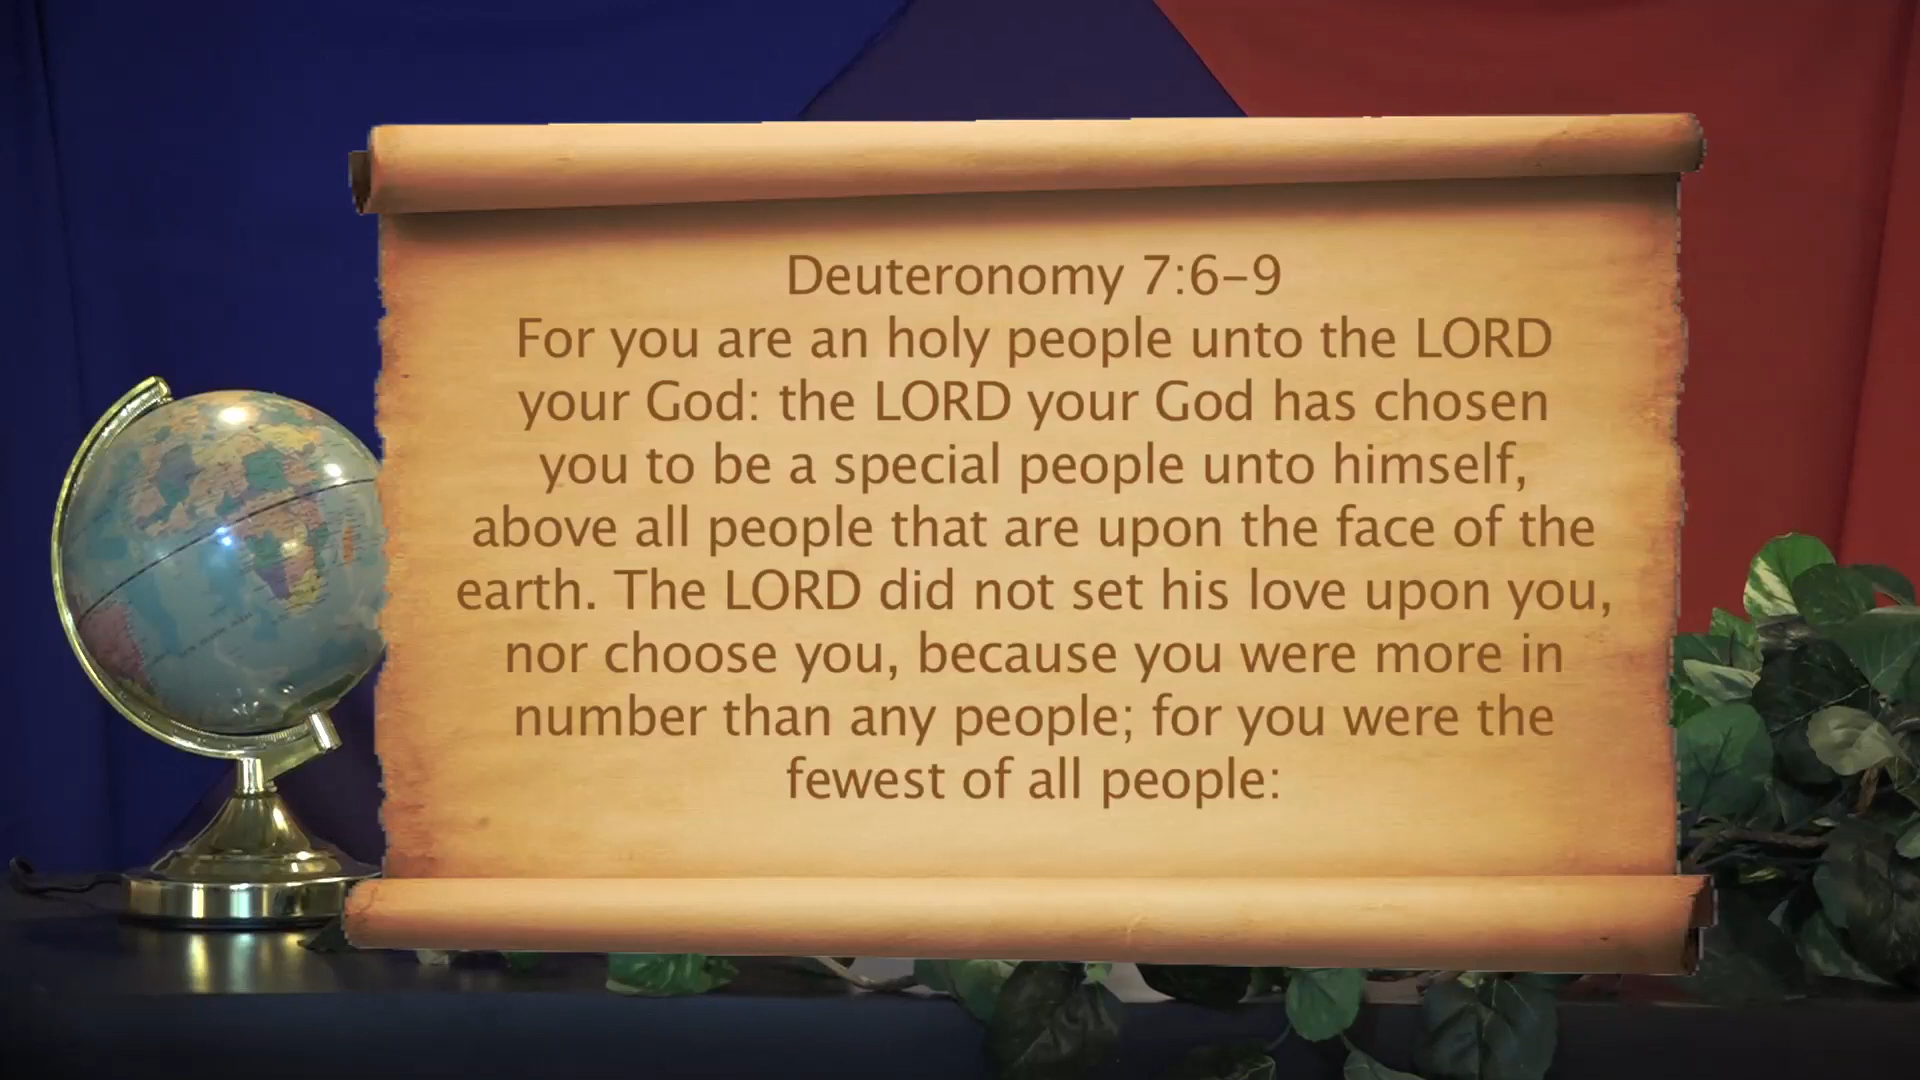 Deuteronomy 7:6–9
For you are an holy people unto the LORD
your God: the LORD your God has chosen
you to be a special people unto himself,
above all people that are upon the face of the
earth. The LORD did not set his love upon you,
nor choose you, because you were more in
number than any people; for you were the
fewest of all people: